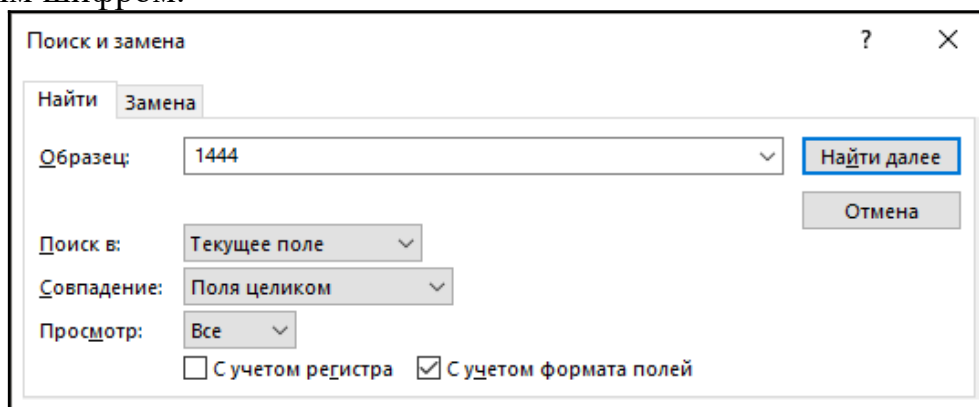 Поиск и замена ?
Найти Замена
Образец: 1444 Найти далее
Отмена
Поиск в: Текущее поле
Совпадение: Поля целиком
Просмотр: Все
С учетом регистра С учетом формата полей